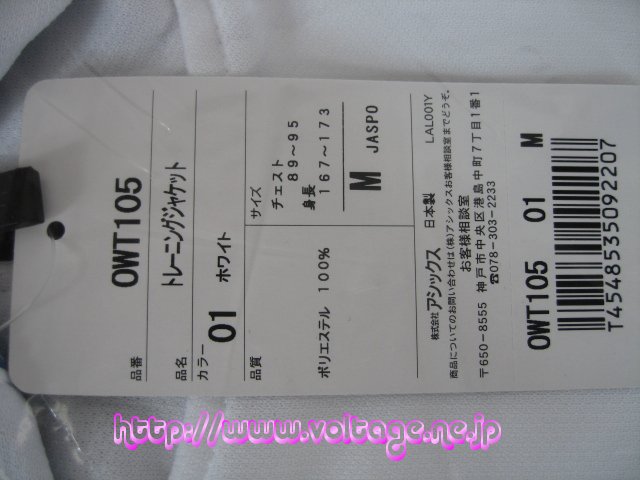 品番
OWT105
品名
トレーニングジャケット
カラー
01 ホワイト
サイズ
チェスト
89～95
身長
167～173
M
JASPO
品質
ポリエステル 100%
株式会社 アシックス 日本製 LAL001Y
商品についてのお問い合わせは(株)アシックスお客様相談室までどうぞ。
お客様相談室
〒650-8555 神戸市中央区港島中町7丁目1番1
☎078-303-2233
OWT105 01 M
T4548535092207
http://www.voltage.ne.jp